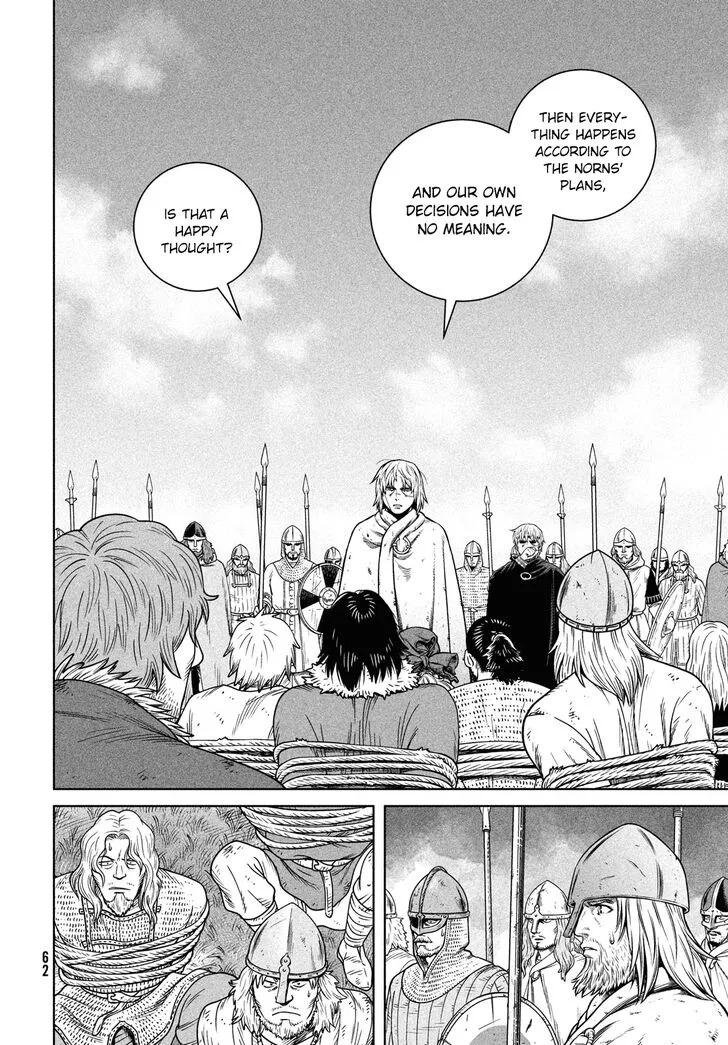 THEN EVERY-
THING HAPPENS
ACCORDING
TO THE NORNS'
PLANS,
AND OUR OWN
DECISIONS HAVE
NO MEANING.
IS THAT A
HAPPY
THOUGHT?
62